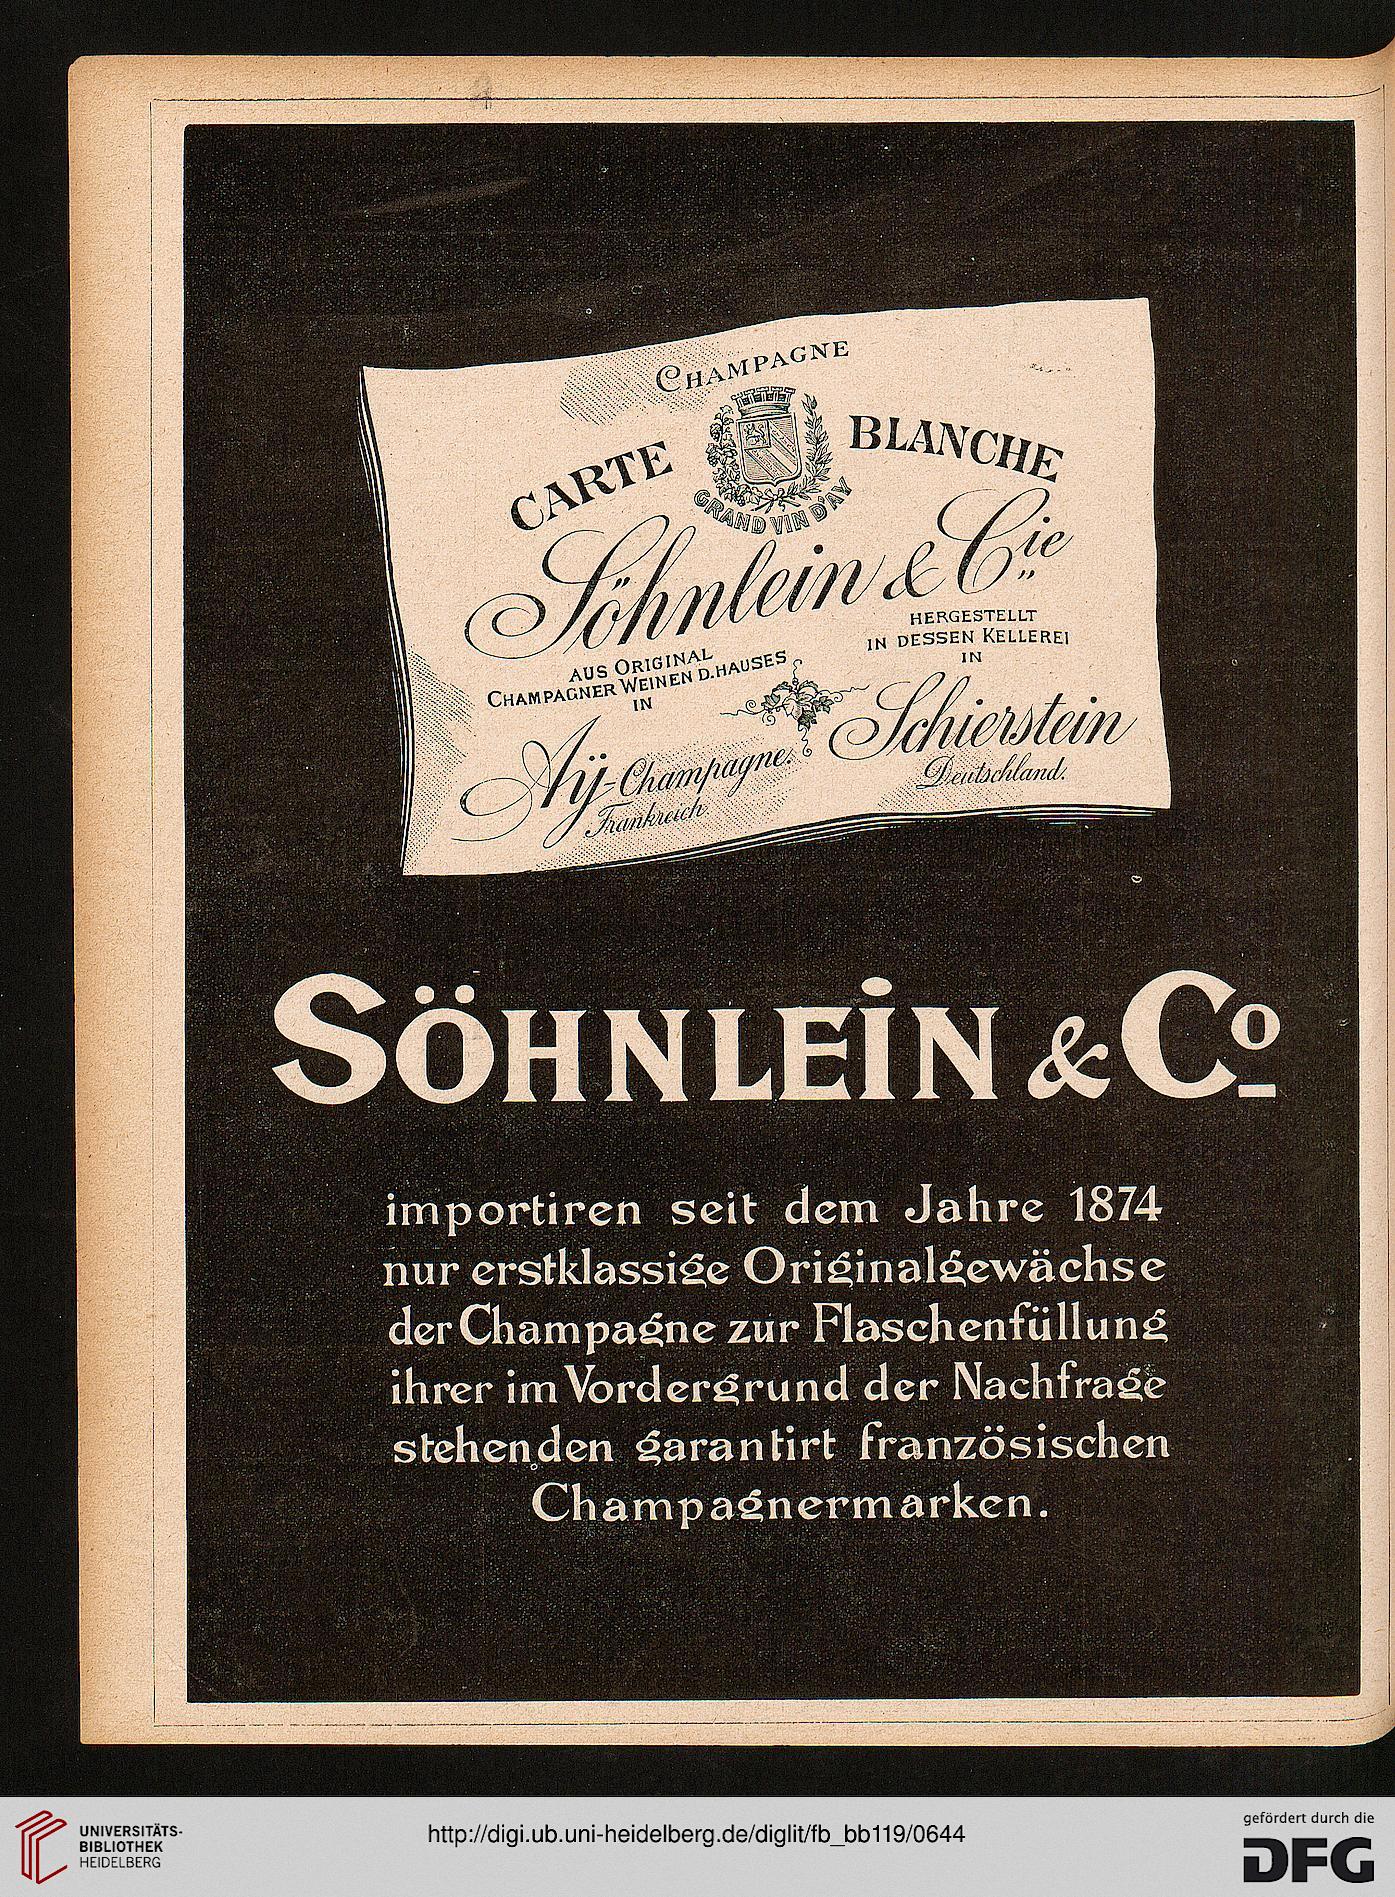 CHAMPAGNE
CARTE BLANCHE
GRAND VIN D'AY
Söhnlein & Cie
AUS ORIGINAL
CHAMPAGNER WEINEN D. HAUSES
IN
Aÿ-Champagne.
Frankreich
HERGESTELLT
IN DESSEN KELLEREI
IN
Schierstein
Deutschland.
SÖHNLEIN & Co
importiren seit dem Jahre 1874
nur erstklassige Originalgewächse
der Champagne zur Flaschenfüllung
ihrer im Vordergrund der Nachfrage
stehenden garantirt französischen
Champagnermarken.
UNIVERSITÄTS-
BIBLIOTHEK
HEIDELBERG
http://digi.ub.uni-heidelberg.de/diglit/fb_bb119/0644
gefördert durch die
DFG